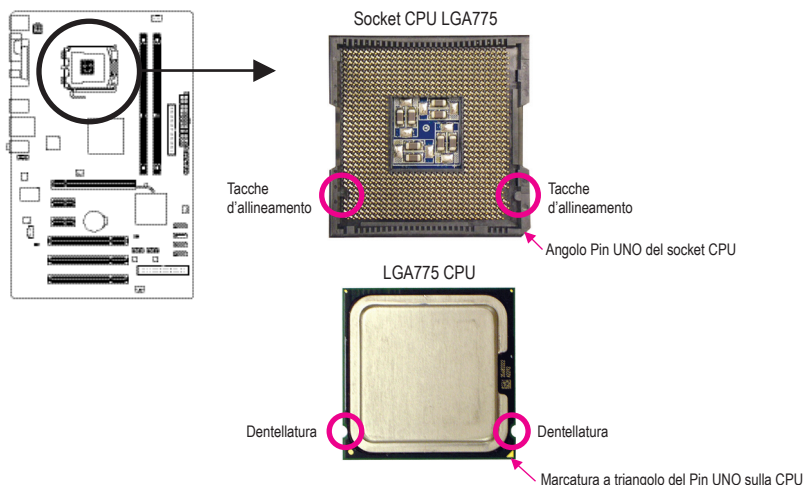 Socket CPU LGA775
Tacche
d'allineamento
Tacche
d'allineamento
Angolo Pin UNO del socket CPU
LGA775 CPU
Dentellatura
Dentellatura
Marcatura a triangolo del Pin UNO sulla CPU